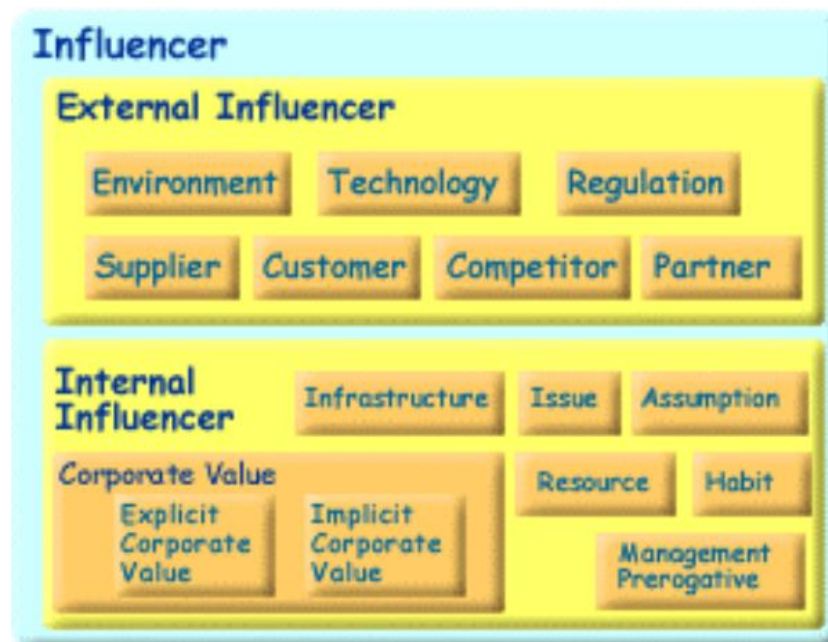 Influencer
External Influencer
Environment
Technology
Regulation
Supplier
Customer
Competitor
Partner
Internal
Influencer
Infrastructure
Issue
Assumption
Corporate Value
Explicit
Corporate
Value
Implicit
Corporate
Value
Resource
Habit
Management
Prerogative